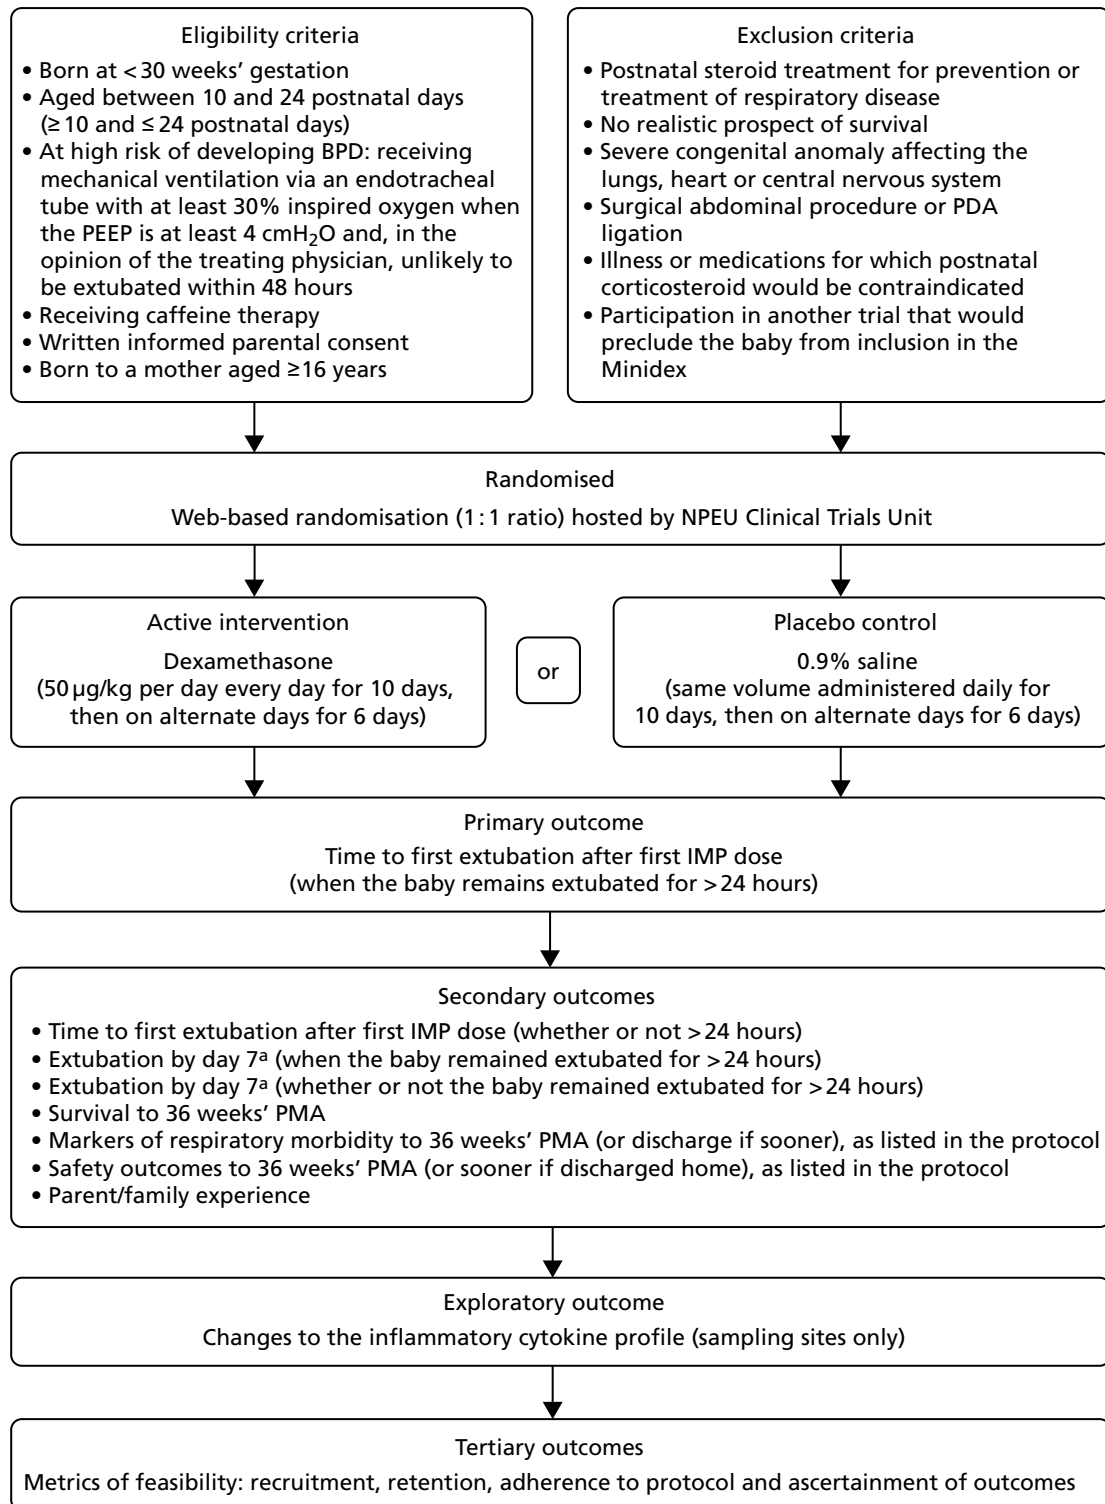 Eligibility criteria
• Born at <30 weeks’ gestation
• Aged between 10 and 24 postnatal days
(≥10 and ≤24 postnatal days)
• At high risk of developing BPD: receiving
mechanical ventilation via an endotracheal
tube with at least 30% inspired oxygen when
the PEEP is at least 4 cmH₂O and, in the
opinion of the treating physician, unlikely to
be extubated within 48 hours
• Receiving caffeine therapy
• Written informed parental consent
• Born to a mother aged ≥16 years
Exclusion criteria
• Postnatal steroid treatment for prevention or
treatment of respiratory disease
• No realistic prospect of survival
• Severe congenital anomaly affecting the
lungs, heart or central nervous system
• Surgical abdominal procedure or PDA
ligation
• Illness or medications for which postnatal
corticosteroid would be contraindicated
• Participation in another trial that would
preclude the baby from inclusion in the
Minidex
Randomised
Web-based randomisation (1:1 ratio) hosted by NPEU Clinical Trials Unit
Active intervention
Dexamethasone
(50µg/kg per day every day for 10 days,
then on alternate days for 6 days)
or
Placebo control
0.9% saline
(same volume administered daily for
10 days, then on alternate days for 6 days)
Primary outcome
Time to first extubation after first IMP dose
(when the baby remains extubated for >24 hours)
Secondary outcomes
• Time to first extubation after first IMP dose (whether or not >24 hours)
• Extubation by day 7ᵃ (when the baby remained extubated for >24 hours)
• Extubation by day 7ᵃ (whether or not the baby remained extubated for >24 hours)
• Survival to 36 weeks’ PMA
• Markers of respiratory morbidity to 36 weeks’ PMA (or discharge if sooner), as listed in the protocol
• Safety outcomes to 36 weeks’ PMA (or sooner if discharged home), as listed in the protocol
• Parent/family experience
Exploratory outcome
Changes to the inflammatory cytokine profile (sampling sites only)
Tertiary outcomes
Metrics of feasibility: recruitment, retention, adherence to protocol and ascertainment of outcomes